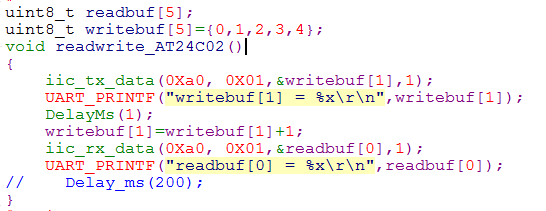 uint8_t readbuf[5];
uint8_t writebuf[5]={0,1,2,3,4};
void readwrite_AT24C02()
{
    iic_tx_data(0Xa0, 0X01,&writebuf[1],1);
    UART_PRINTF("writebuf[1] = %x\r\n",writebuf[1]);
    DelayMs(1);
    writebuf[1]=writebuf[1]+1;
    iic_rx_data(0Xa0, 0X01,&readbuf[0],1);
    UART_PRINTF("readbuf[0] = %x\r\n",readbuf[0]);
//    Delay_ms(200);
}